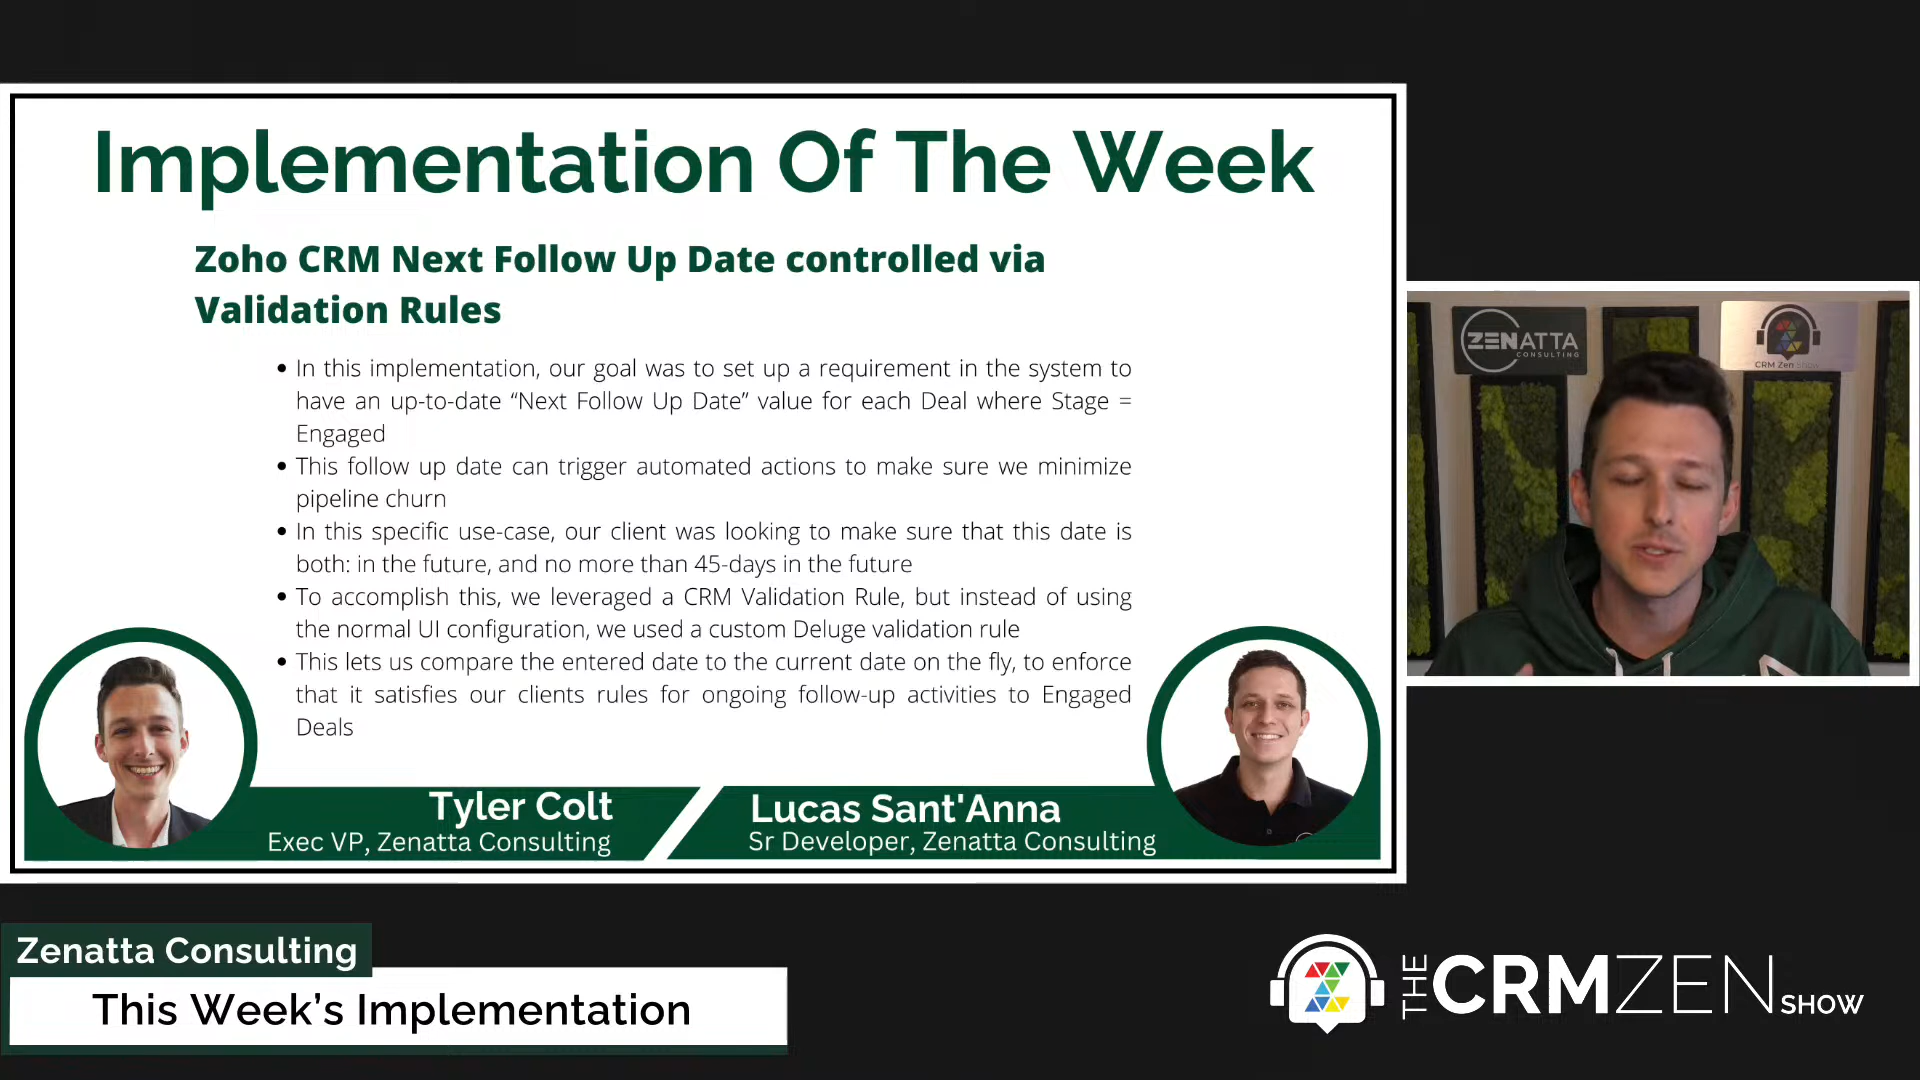 Implementation Of The Week
Zoho CRM Next Follow Up Date controlled via
Validation Rules
• In this implementation, our goal was to set up a requirement in the system to
have an up-to-date “Next Follow Up Date” value for each Deal where Stage =
Engaged
• This follow up date can trigger automated actions to make sure we minimize
pipeline churn
• In this specific use-case, our client was looking to make sure that this date is
both: in the future, and no more than 45-days in the future
• To accomplish this, we leveraged a CRM Validation Rule, but instead of using
the normal UI configuration, we used a custom Deluge validation rule
• This lets us compare the entered date to the current date on the fly, to enforce
that it satisfies our clients rules for ongoing follow-up activities to Engaged
Deals
Tyler Colt
Exec VP, Zenatta Consulting
Lucas Sant'Anna
Sr Developer, Zenatta Consulting
ZENATTA
CONSULTING
CRM Zen Show
Zenatta Consulting
This Week’s Implementation
THE CRMZEN SHOW